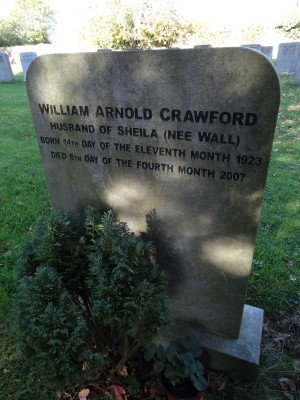 WILLIAM ARNOLD CRAWFORD
HUSBAND OF SHEILA (NEE WALL)
BORN 14TH DAY OF THE ELEVENTH MONTH 1923
DIED 8TH DAY OF THE FOURTH MONTH 2007